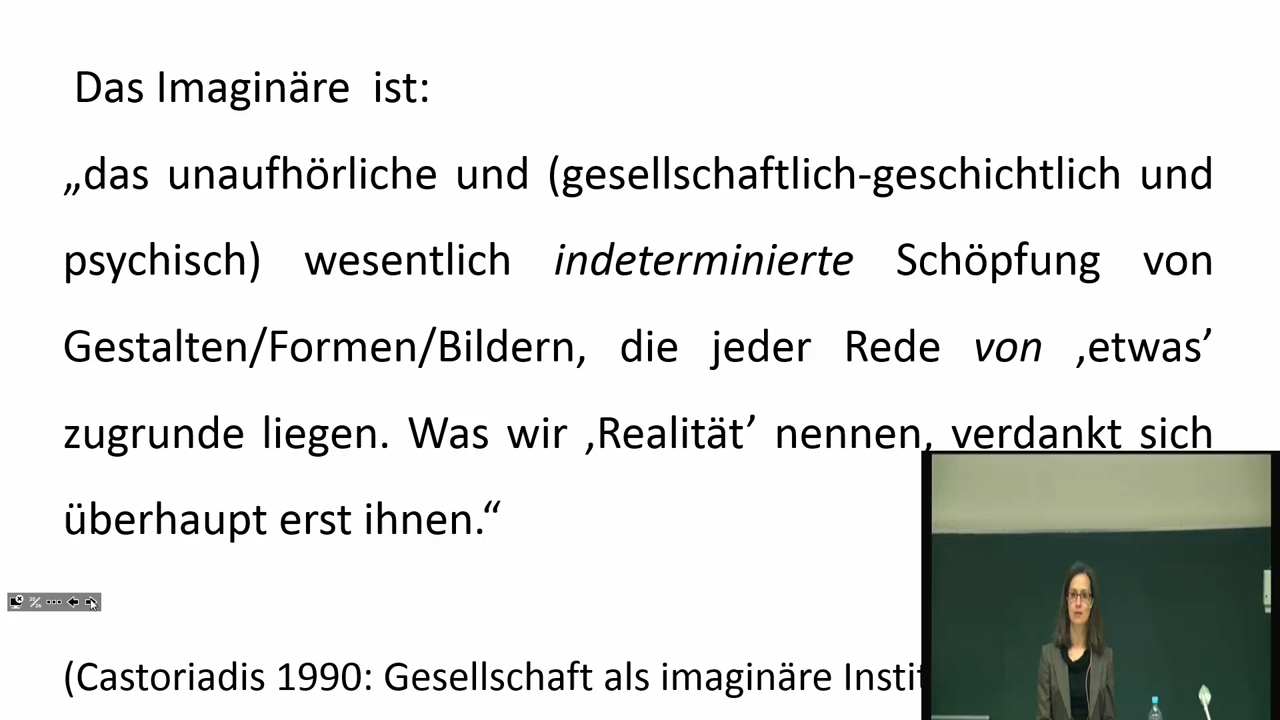 Das Imaginäre ist:
„das unaufhörliche und (gesellschaftlich-geschichtlich und
psychisch) wesentlich indeterminierte Schöpfung von
Gestalten/Formen/Bildern, die jeder Rede von ‚etwas’
zugrunde liegen. Was wir ‚Realität’ nennen, verdankt sich
überhaupt erst ihnen.“
(Castoriadis 1990: Gesellschaft als imaginäre Instit